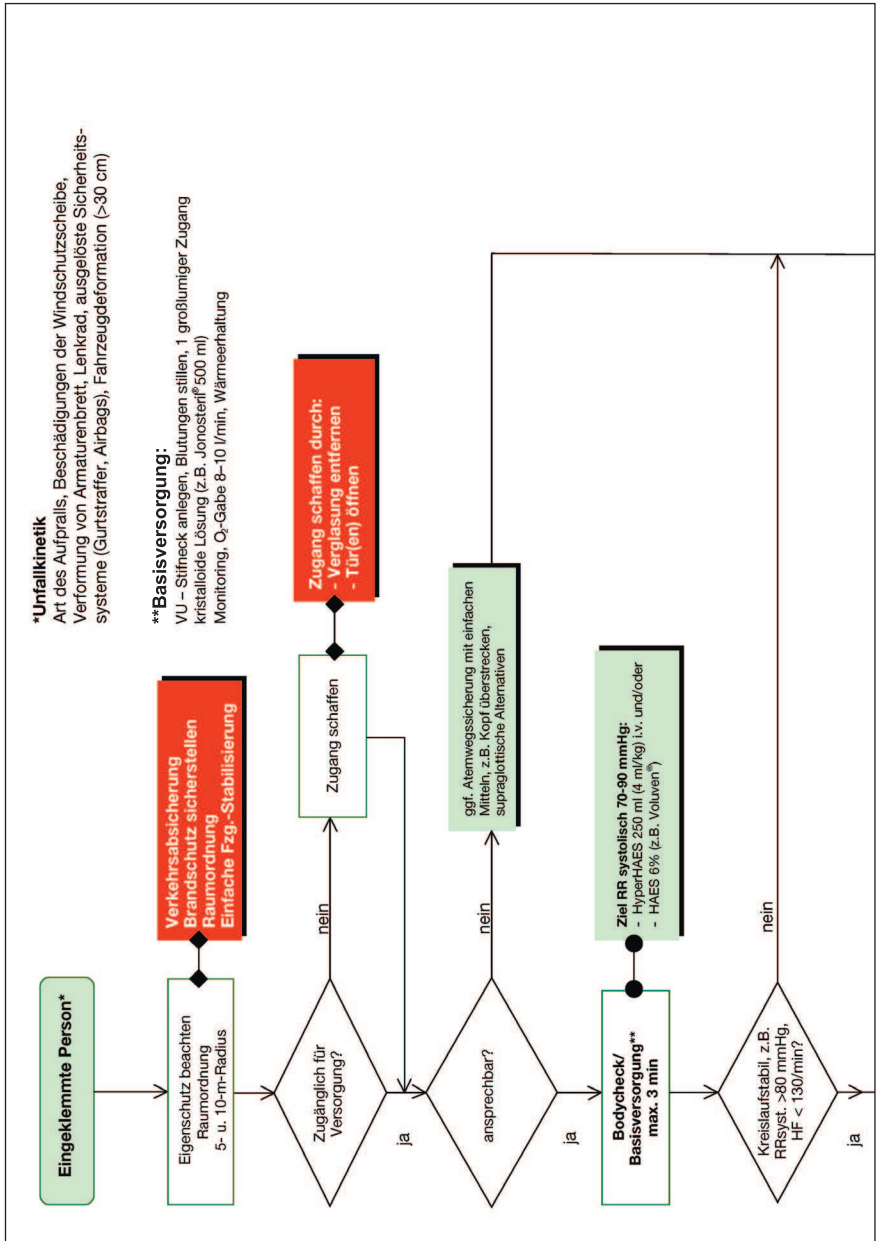 *Unfallkinetik
Art des Aufpralls, Beschädigungen der Windschutzscheibe,
Verformung von Armaturenbrett, Lenkrad, ausgelöste Sicherheits-
systeme (Gurtstraffer, Airbags), Fahrzeugdeformation (>30 cm)
**Basisversorgung:
VU – Stifneck anlegen, Blutungen stillen, 1 großlumiger Zugang
kristalloide Lösung (z.B. Jonosteril® 500 ml)
Monitoring, O₂-Gabe 8–10 l/min, Wärmeerhaltung
Eingeklemmte Person*
Eigenschutz beachten
Raumordnung
5- u. 10-m-Radius
Verkehrsabsicherung
Brandschutz sicherstellen
Raumordnung
Einfache Fzg.-Stabilisierung
Zugänglich für
Versorgung?
nein
Zugang schaffen
Zugang schaffen durch:
- Verglasung entfernen
- Tür(en) öffnen
ja
ansprechbar?
nein
ggf. Atemwegssicherung mit einfachen
Mitteln, z.B. Kopf überstrecken,
supraglottische Alternativen
ja
Bodycheck/
Basisversorgung**
max. 3 min
Ziel RR systolisch 70-90 mmHg:
- HyperHAES 250 ml (4 ml/kg) i.v. und/oder
- HAES 6% (z.B. Voluven®)
Kreislaufstabil, z.B.
RRsyst. >80 mmHg,
HF < 130/min?
nein
ja